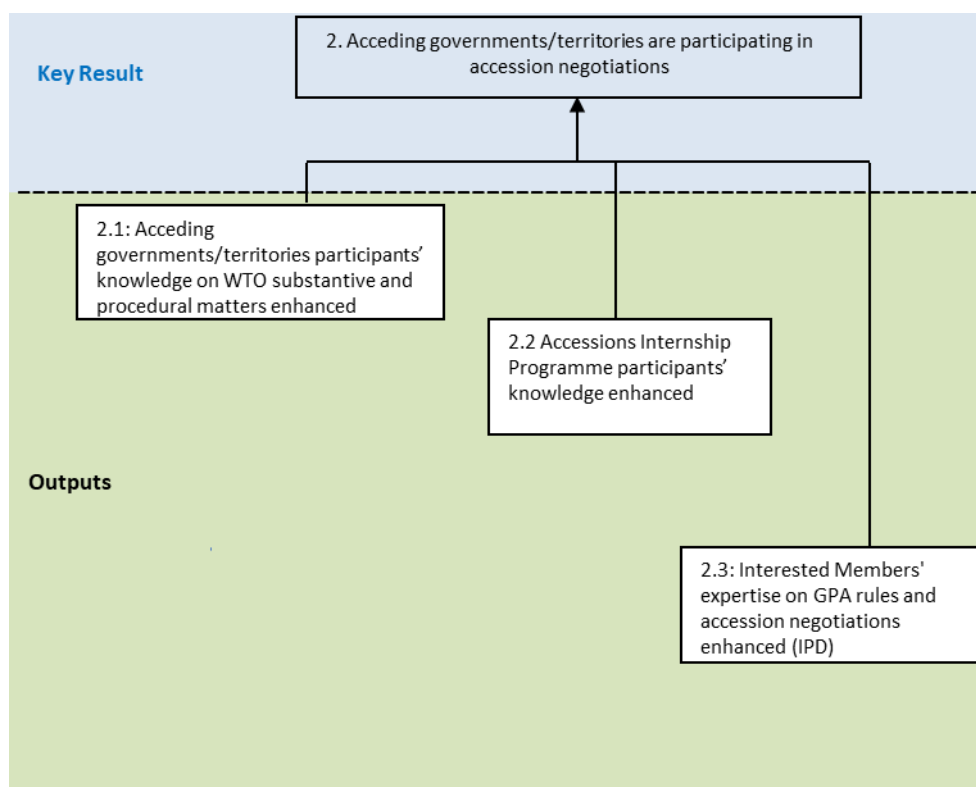 2. Acceding governments/territories are participating in
accession negotiations
Key Result
2.1: Acceding
governments/territories participants’
knowledge on WTO substantive and
procedural matters enhanced
2.2 Accessions Internship
Programme participants’
knowledge enhanced
Outputs
2.3: Interested Members'
expertise on GPA rules and
accession negotiations
enhanced (IPD)